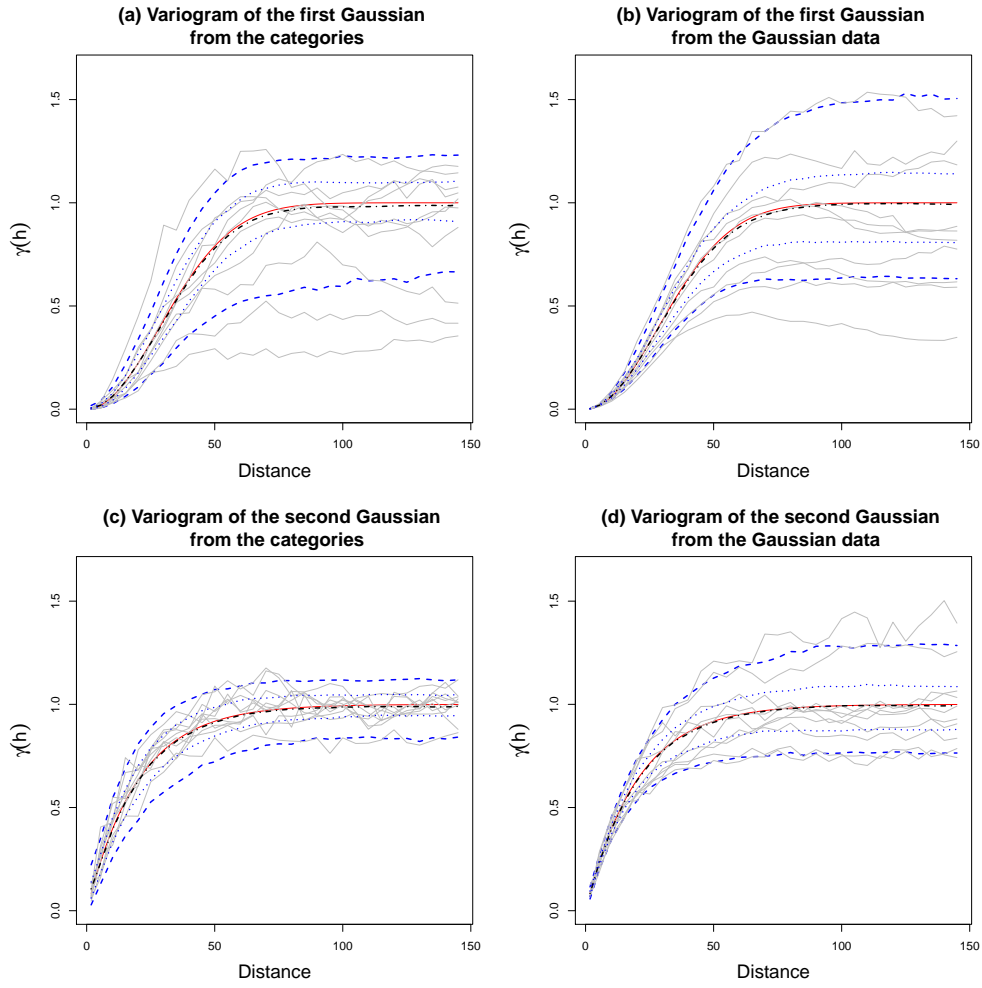 (a) Variogram of the first Gaussian
from the categories
γ(h)
1.5
1.0
0.5
0.0
0
50
100
150
Distance
(b) Variogram of the first Gaussian
from the Gaussian data
γ(h)
1.5
1.0
0.5
0.0
0
50
100
150
Distance
(c) Variogram of the second Gaussian
from the categories
γ(h)
1.5
1.0
0.5
0.0
0
50
100
150
Distance
(d) Variogram of the second Gaussian
from the Gaussian data
γ(h)
1.5
1.0
0.5
0.0
0
50
100
150
Distance